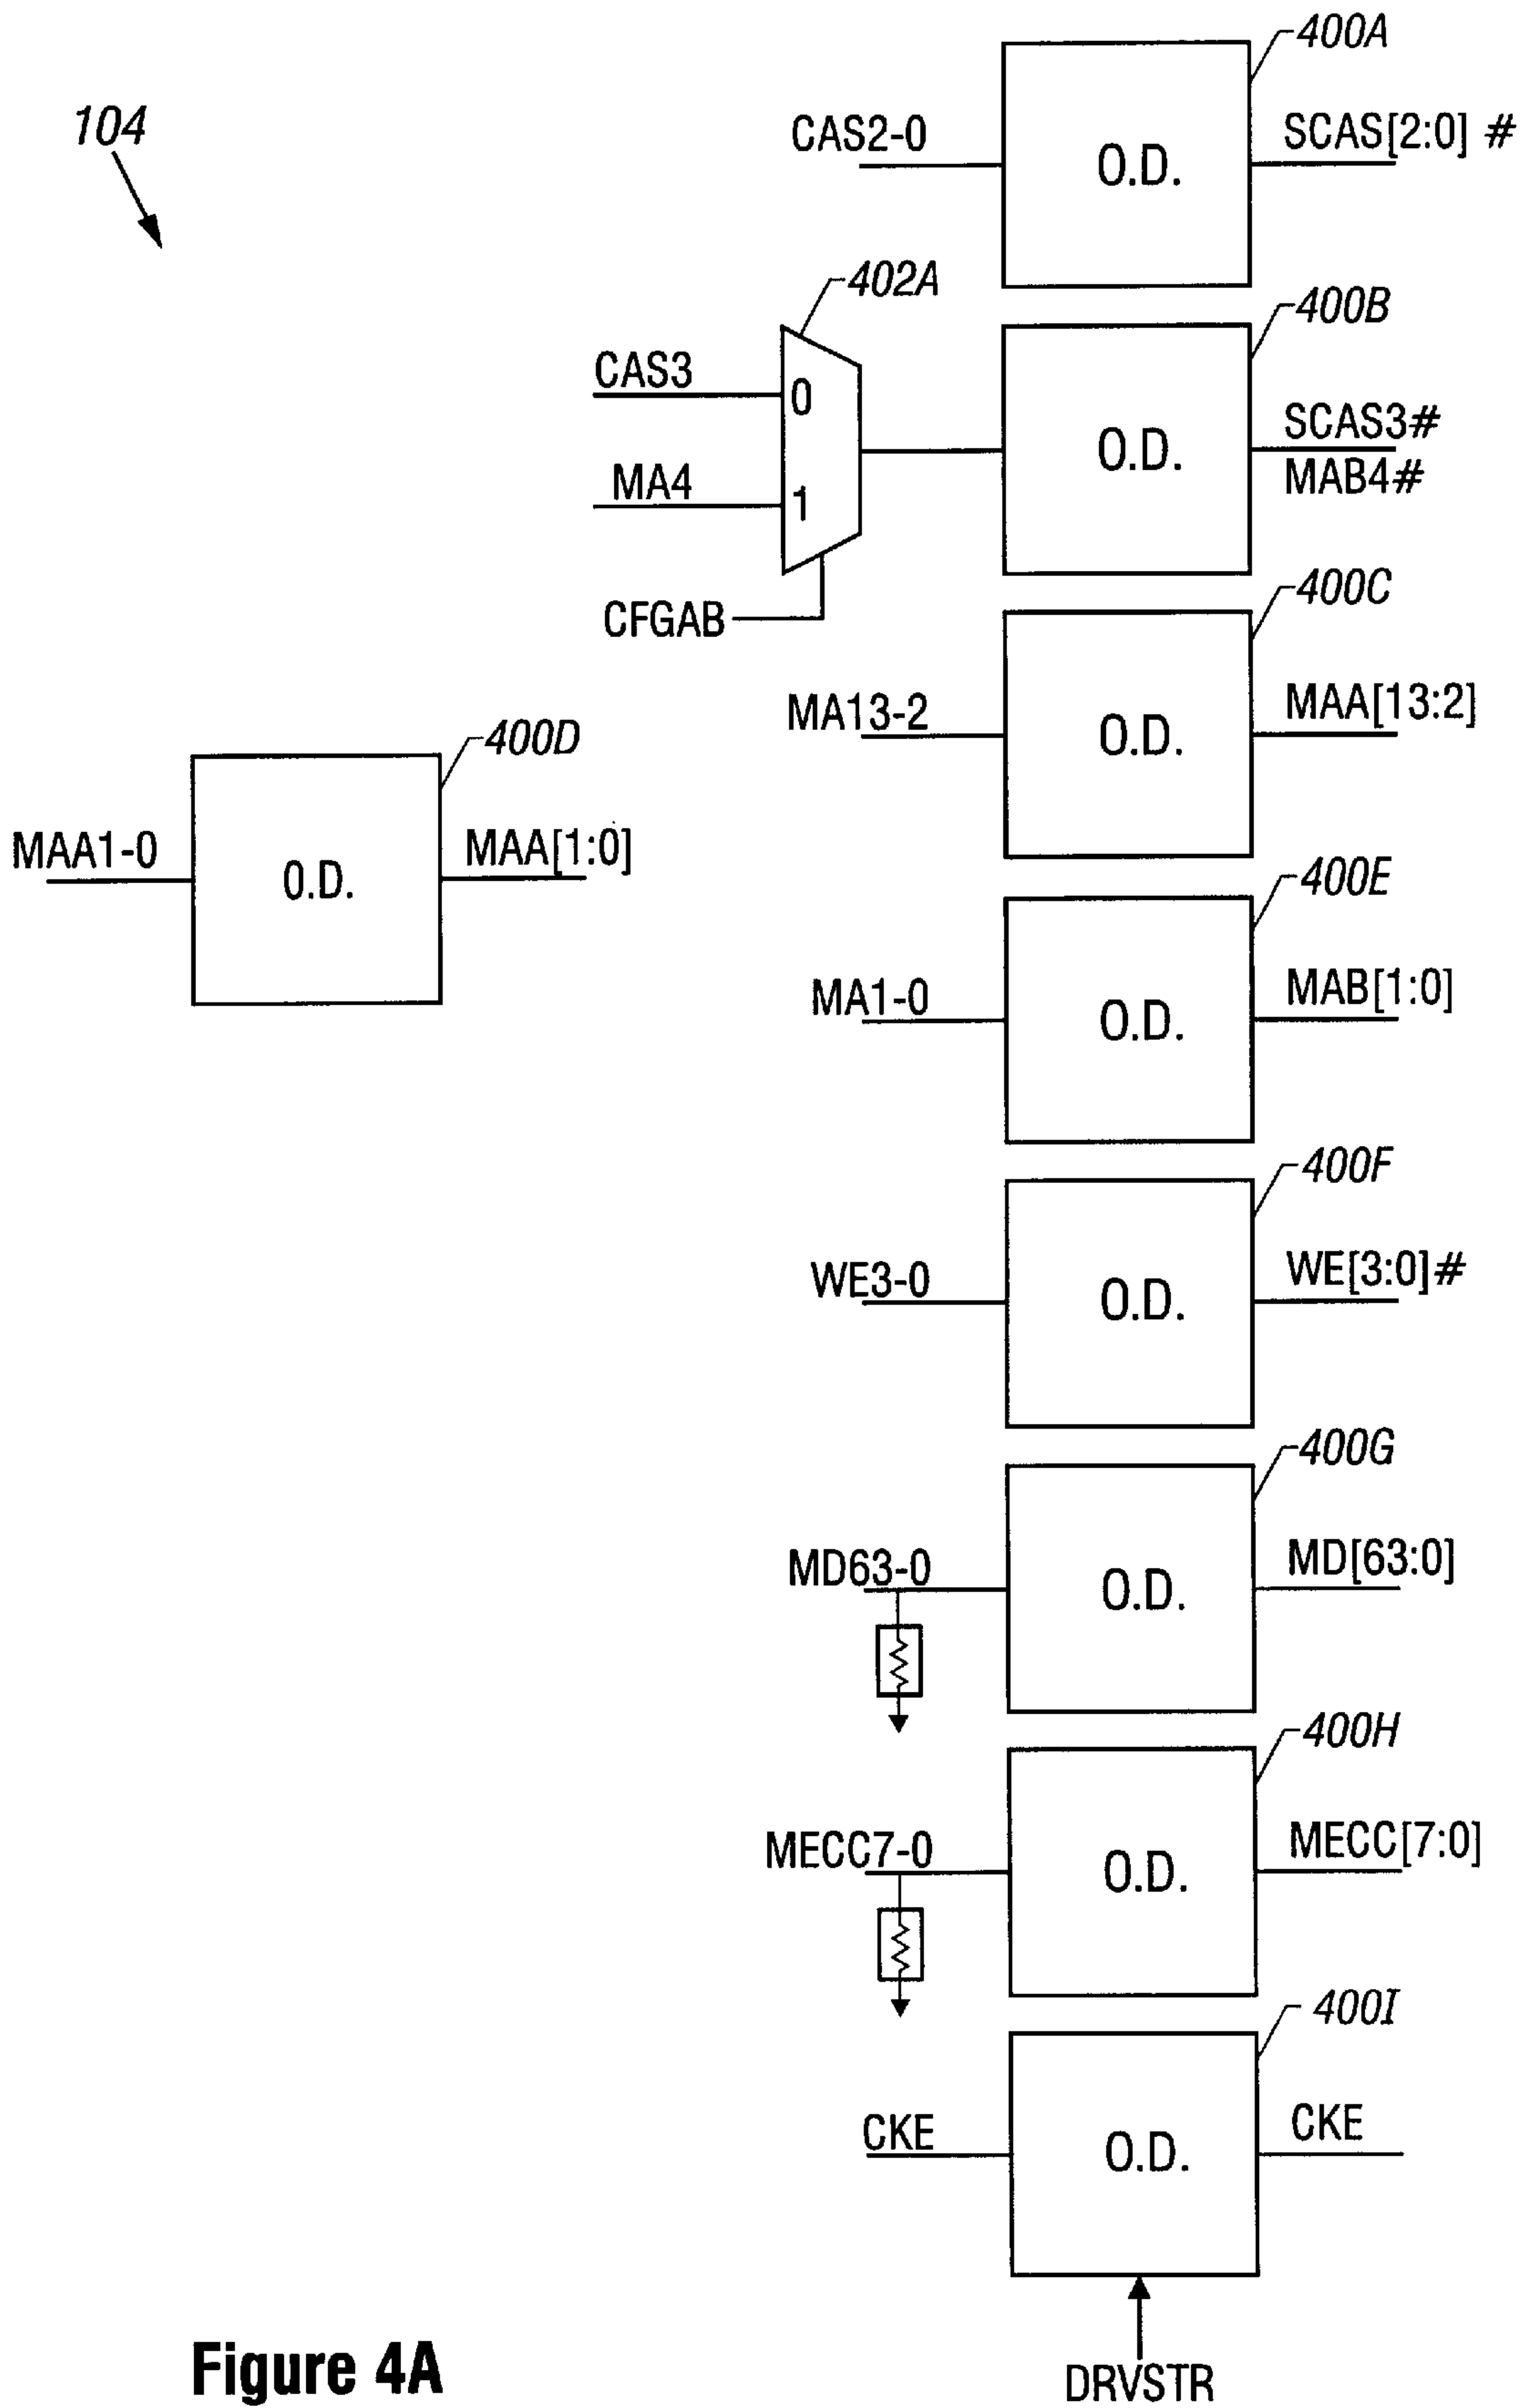 104
400A
CAS2-0
O.D.
SCAS[2:0] #
402A
400B
CAS3
0
MA4
1
CFGAB
O.D.
SCAS3#
MAB4#
400C
MA13-2
O.D.
MAA[13:2]
400D
MAA1-0
O.D.
MAA[1:0]
400E
MA1-0
O.D.
MAB[1:0]
400F
WE3-0
O.D.
WE[3:0]#
400G
MD63-0
O.D.
MD[63:0]
400H
MECC7-0
O.D.
MECC[7:0]
400I
CKE
O.D.
CKE
DRVSTR
Figure 4A